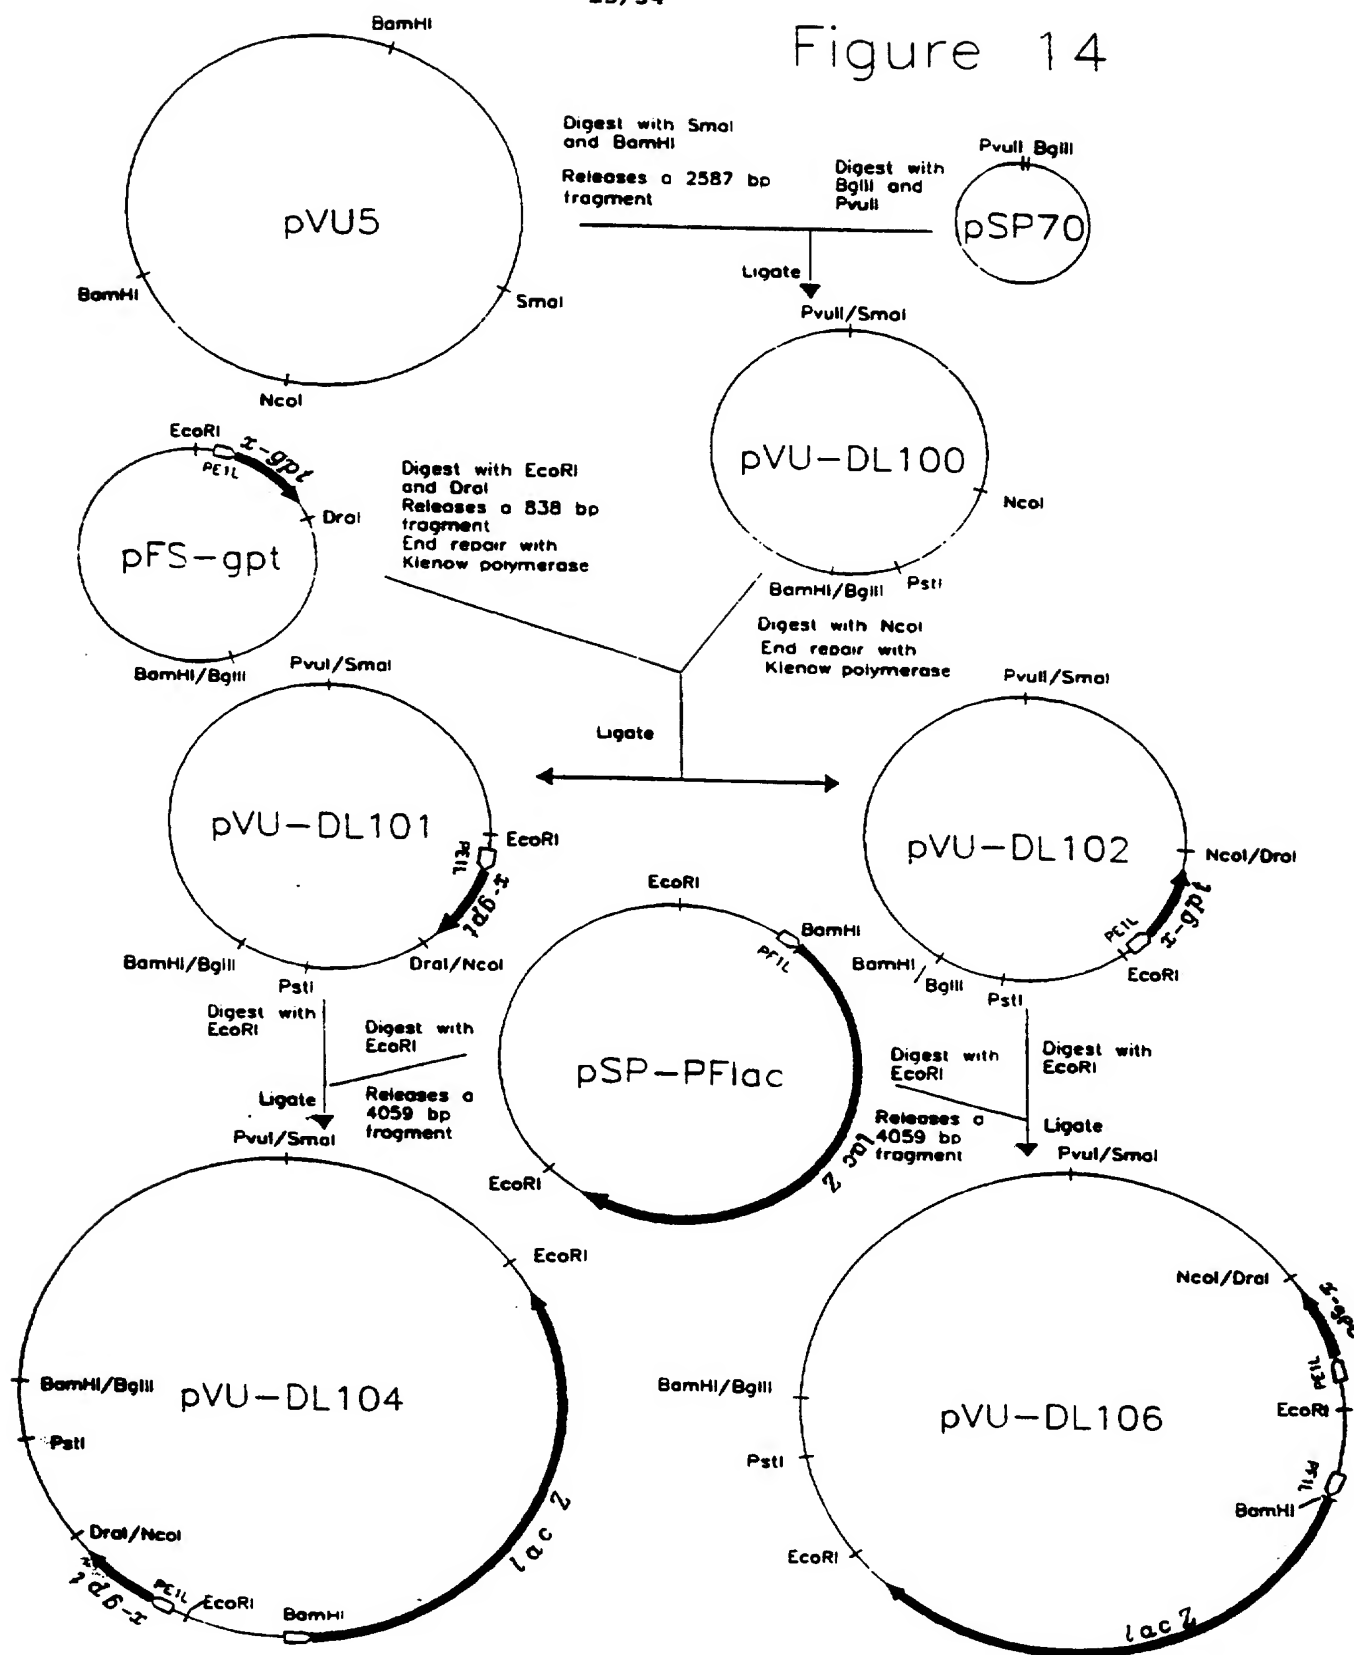 Figure 14
BamHI
pVU5
BamHI
SmaI
NcoI
Digest with SmaI
and BamHI
Releases a 2587 bp
fragment
Digest with
BglII and
PvuII
PvuII BglII
pSP70
Ligate
PvuII/SmaI
pVU-DL100
NcoI
PstI
BamHI/BglII
EcoRI
PE1L
x-gpt
DraI
pFS-gpt
BamHI/BglII
Digest with EcoRI
and DraI
Releases a 838 bp
fragment
End repair with
Klenow polymerase
Digest with NcoI
End repair with
Klenow polymerase
Ligate
PvuI/SmaI
pVU-DL101
EcoRI
PE1L
x-gpt
DraI/NcoI
PstI
BamHI/BglII
PvuII/SmaI
pVU-DL102
NcoI/DraI
x-gpt
PE1L
EcoRI
PstI
BamHI
/BglII
EcoRI
BamHI
PF1L
pSP-PFlac
lac Z
EcoRI
Digest with
EcoRI
Digest with
EcoRI
Ligate
Releases a
4059 bp
fragment
Digest with
EcoRI
Digest with
EcoRI
Releases a
4059 bp
fragment
Ligate
PvuI/SmaI
EcoRI
pVU-DL104
BamHI/BglII
PstI
DraI/NcoI
x-gpt
PE1L
EcoRI
BamHI
lac Z
PvuI/SmaI
NcoI/DraI
x-gpt
PE1L
EcoRI
PF1L
BamHI
pVU-DL106
BamHI/BglII
PstI
EcoRI
lac Z